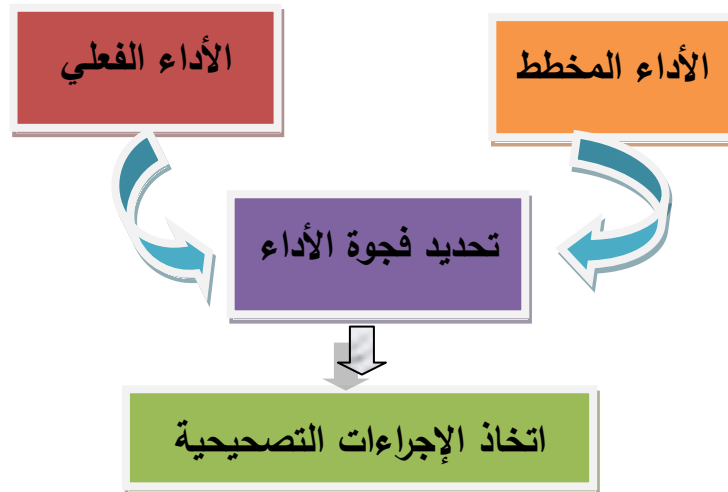 الأداء المخطط
الأداء الفعلي
تحديد فجوة الأداء
اتخاذ الإجراءات التصحيحية